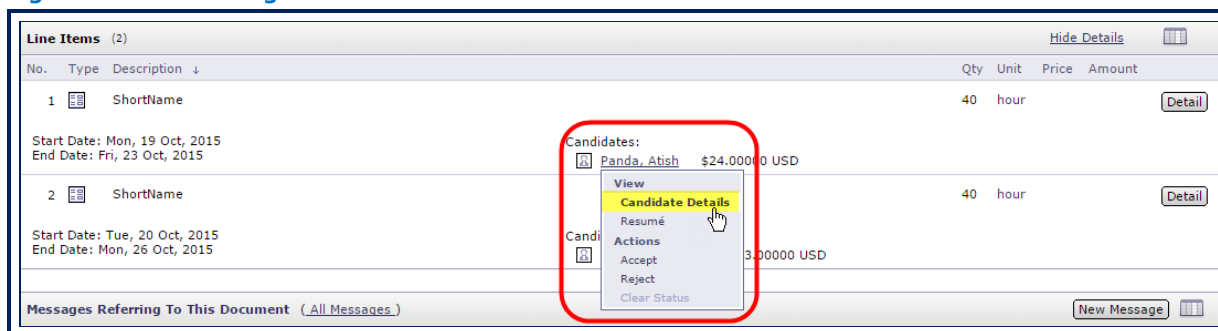 Line Items (2) Hide Details
No. Type Description ↓ Qty Unit Price Amount
1 ShortName 40 hour Detail
Start Date: Mon, 19 Oct, 2015
End Date: Fri, 23 Oct, 2015
Candidates:
Panda, Atish $24.00000 USD
View
Candidate Details
Resumé
Actions
Accept
Reject
Clear Status
2 ShortName 40 hour Detail
Start Date: Tue, 20 Oct, 2015
End Date: Mon, 26 Oct, 2015
3.00000 USD
Messages Referring To This Document ( All Messages ) New Message